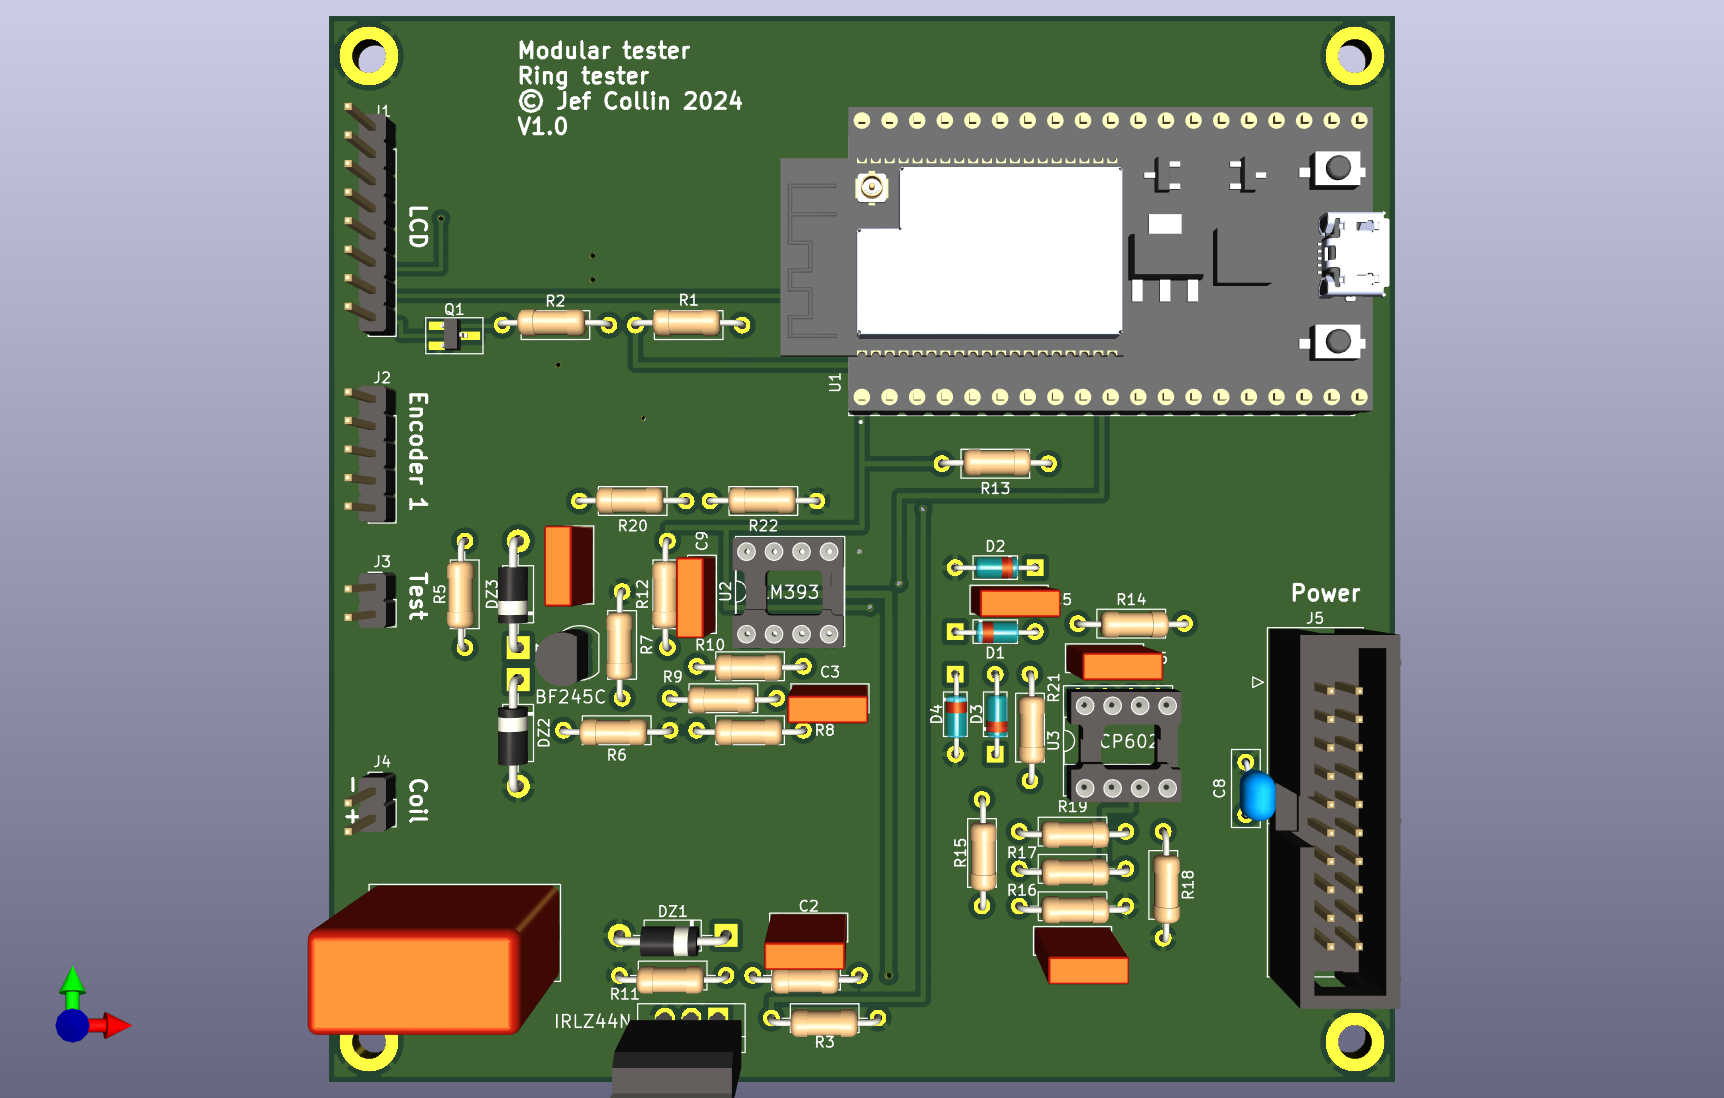 Modular tester
Ring tester
© Jef Collin 2024
V1.0
J1
LCD
Q1
R2
R1
U1
J2
Encoder 1
R13
R20
R22
J3
Test
R5
DZ3
R12
C9
U2
LM393
D2
R14
Power
J5
D1
R7
R10
BF245C
R9
C3
R21
D4
D3
U3
CP602
R8
R6
DZ2
J4
Coil
- +
C8
R19
R15
R17
R16
R18
DZ1
C2
R11
IRLZ44N
R3